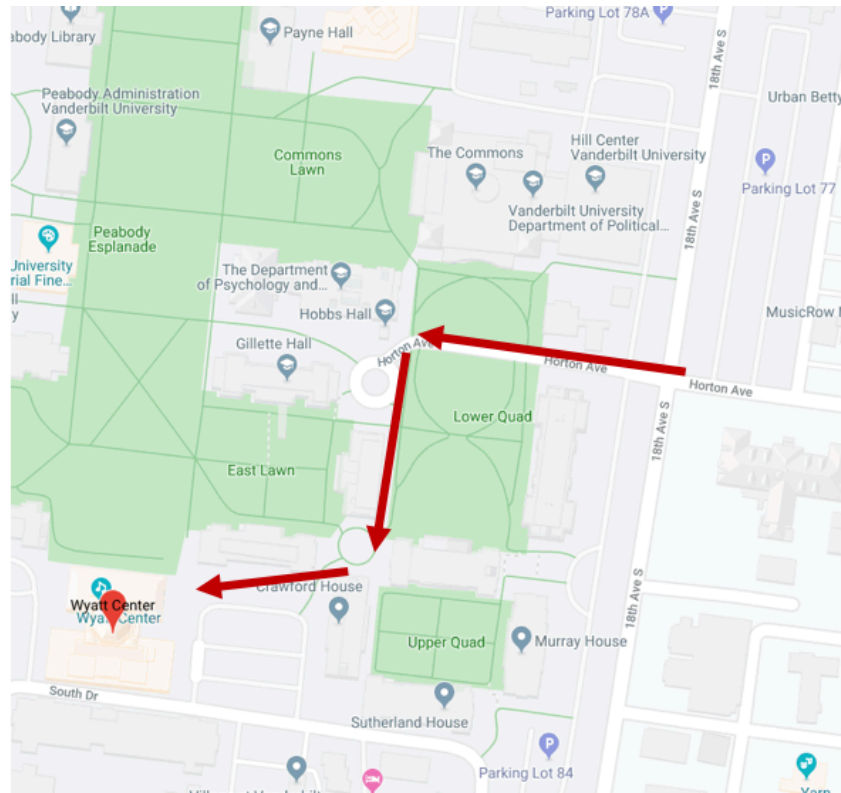 Parking Lot 78A
abody Library
Payne Hall
18th Ave S
Urban Betty
Peabody Administration
Vanderbilt University
Commons
Lawn
The Commons
Hill Center
Vanderbilt University
P
Parking Lot 77
Vanderbilt University
Department of Political...
Peabody
Esplanade
18th Ave S
University
rial Fine...
ll
y
The Department
of Psychology and...
Hobbs Hall
MusicRow
Gillette Hall
Horton Ave
Horton Ave
Horton Ave
Lower Quad
18th Ave S
East Lawn
Crawford House
Wyatt Center
Wyatt Center
18th Ave S
Upper Quad
Murray House
South Dr
Sutherland House
P
Parking Lot 84